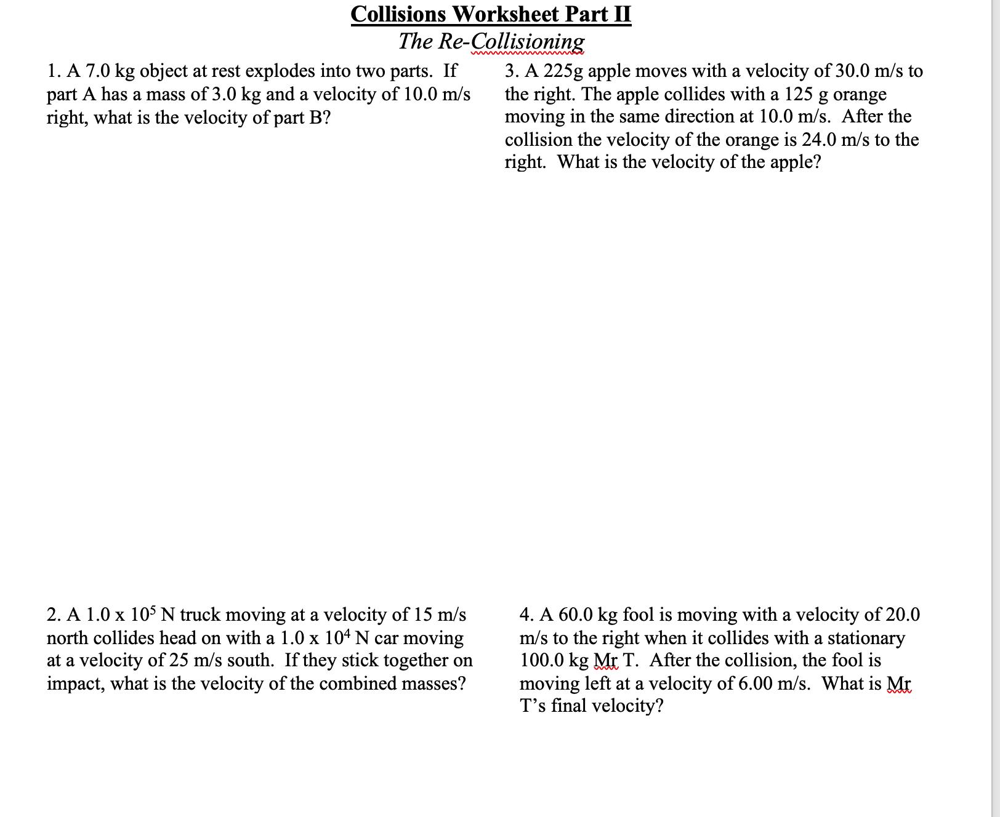 Collisions Worksheet Part II
The Re-Collisioning
1. A 7.0 kg object at rest explodes into two parts.  If
part A has a mass of 3.0 kg and a velocity of 10.0 m/s
right, what is the velocity of part B?
2. A 1.0 x 10⁵ N truck moving at a velocity of 15 m/s
north collides head on with a 1.0 x 10⁴ N car moving
at a velocity of 25 m/s south.  If they stick together on
impact, what is the velocity of the combined masses?
3. A 225g apple moves with a velocity of 30.0 m/s to
the right. The apple collides with a 125 g orange
moving in the same direction at 10.0 m/s.  After the
collision the velocity of the orange is 24.0 m/s to the
right.  What is the velocity of the apple?
4. A 60.0 kg fool is moving with a velocity of 20.0
m/s to the right when it collides with a stationary
100.0 kg Mr T.  After the collision, the fool is
moving left at a velocity of 6.00 m/s.  What is Mr
T’s final velocity?